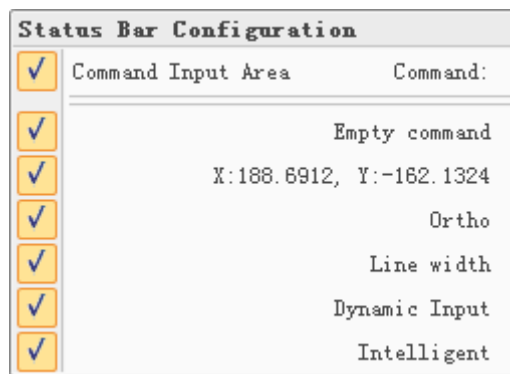 Status Bar Configuration
Command Input Area Command:
Empty command
X:188.6912, Y:-162.1324
Ortho
Line width
Dynamic Input
Intelligent